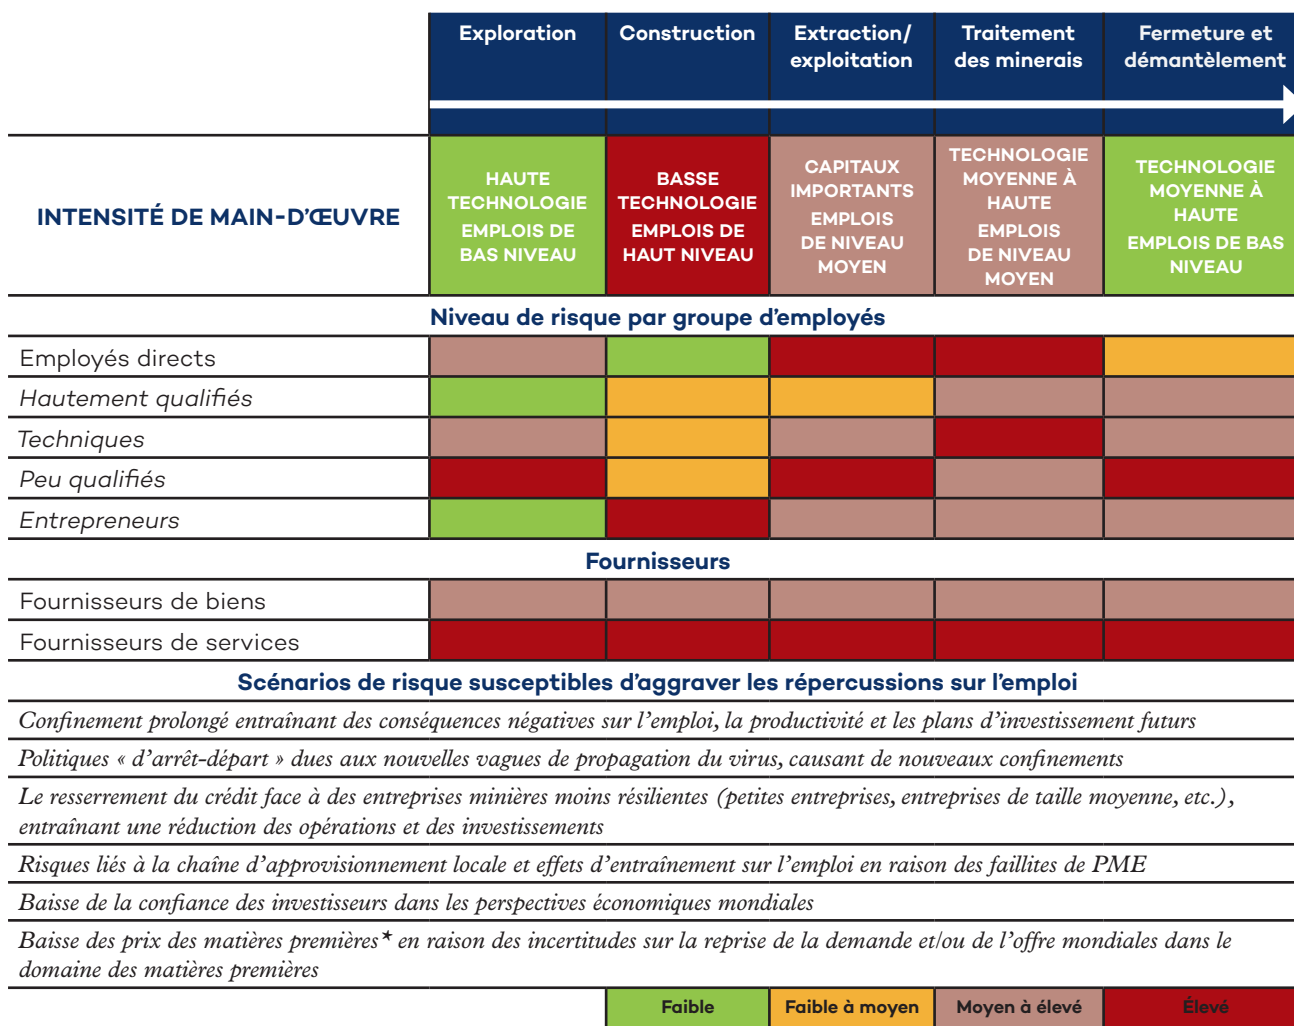 Exploration
Construction
Extraction/
exploitation
Traitement
des minerais
Fermeture et
démantèlement
INTENSITÉ DE MAIN-D'ŒUVRE
HAUTE
TECHNOLOGIE
EMPLOIS DE
BAS NIVEAU
BASSE
TECHNOLOGIE
EMPLOIS DE
HAUT NIVEAU
CAPITAUX
IMPORTANTS
EMPLOIS
DE NIVEAU
MOYEN
TECHNOLOGIE
MOYENNE À
HAUTE
EMPLOIS
DE NIVEAU
MOYEN
TECHNOLOGIE
MOYENNE À
HAUTE
EMPLOIS DE BAS
NIVEAU
Niveau de risque par groupe d'employés
Employés directs
Hautement qualifiés
Techniques
Peu qualifiés
Entrepreneurs
Fournisseurs
Fournisseurs de biens
Fournisseurs de services
Scénarios de risque susceptibles d'aggraver les répercussions sur l'emploi
Confinement prolongé entraînant des conséquences négatives sur l'emploi, la productivité et les plans d'investissement futurs
Politiques « d'arrêt-départ » dues aux nouvelles vagues de propagation du virus, causant de nouveaux confinements
Le resserrement du crédit face à des entreprises minières moins résilientes (petites entreprises, entreprises de taille moyenne, etc.),
entraînant une réduction des opérations et des investissements
Risques liés à la chaîne d'approvisionnement locale et effets d'entraînement sur l'emploi en raison des faillites de PME
Baisse de la confiance des investisseurs dans les perspectives économiques mondiales
Baisse des prix des matières premières* en raison des incertitudes sur la reprise de la demande et/ou de l'offre mondiales dans le
domaine des matières premières
Faible
Faible à moyen
Moyen à élevé
Élevé